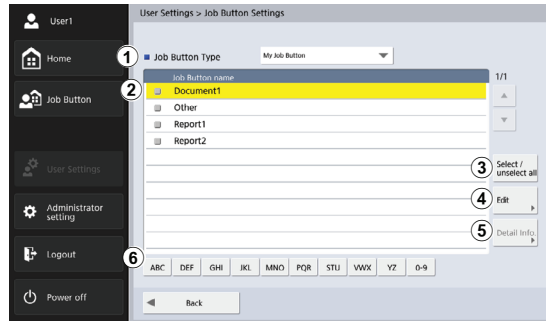 User1
Home
Job Button
User Settings
Administrator
setting
Logout
Power off
User Settings > Job Button Settings
1
Job Button Type
My Job Button
2
Job Button name
1/1
Document1
Other
Report1
Report2
3
Select /
unselect all
4
Edit
5
Detail Info.
6
ABC DEF GHI JKL MNO PQR STU VWX YZ 0-9
Back